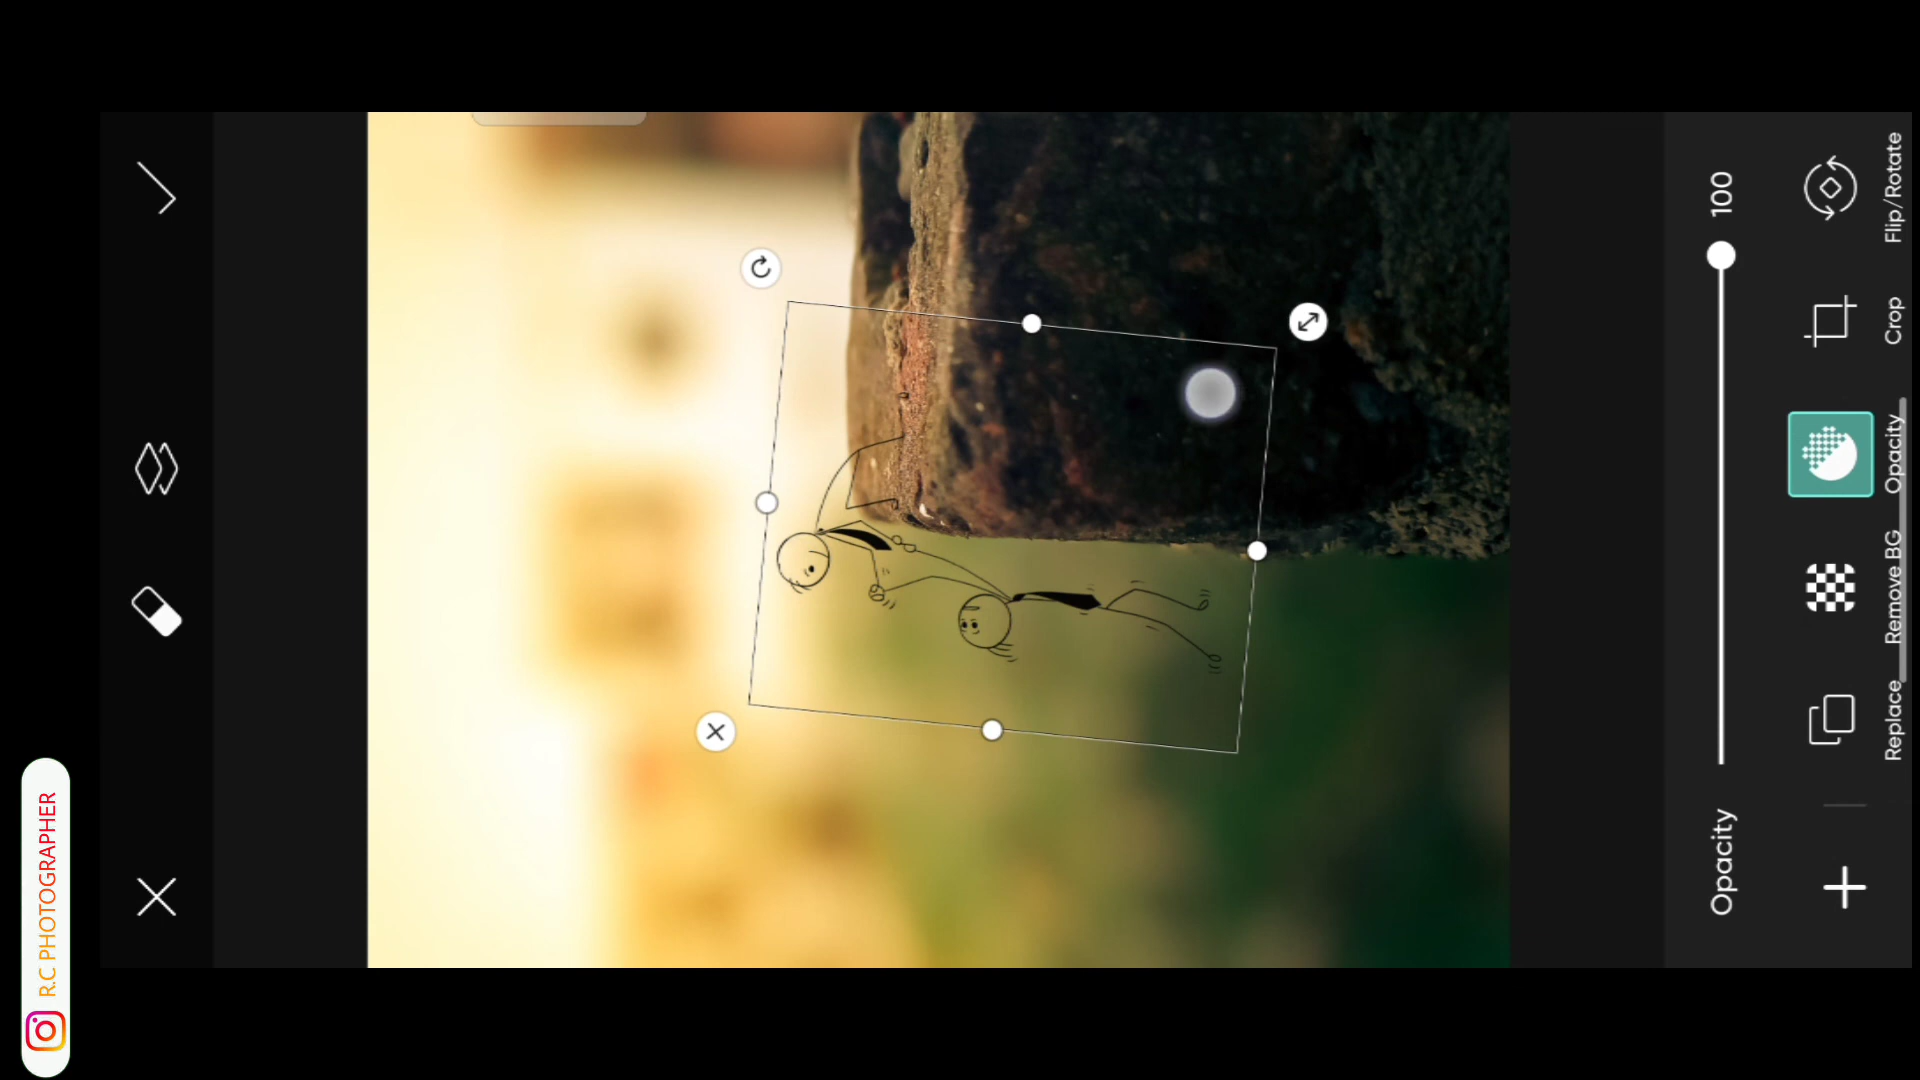 Replace
Remove BG
Opacity
Crop
Flip/Rotate
Opacity
100
R.C PHOTOGRAPHER